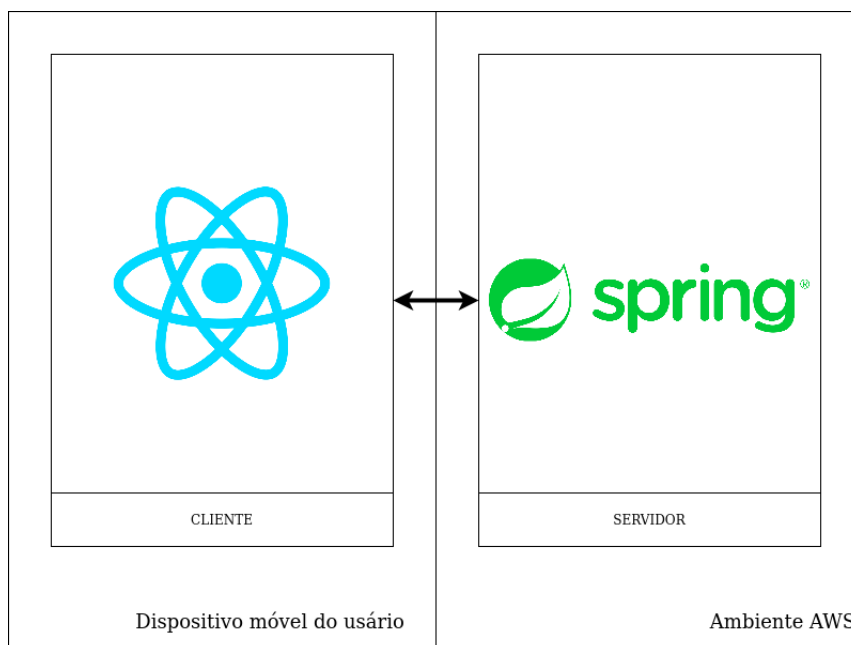 spring®
CLIENTE
SERVIDOR
Dispositivo móvel do usário
Ambiente AWS